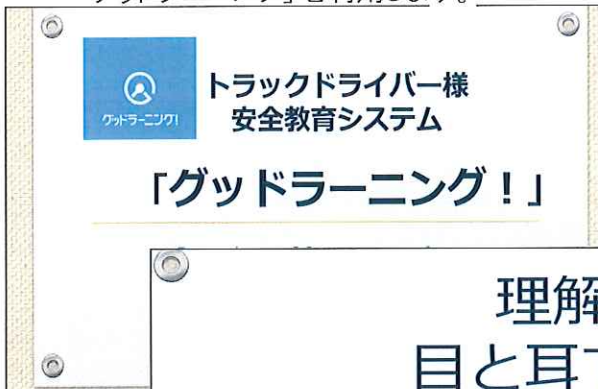 グッドラーニング!
トラックドライバー様
安全教育システム
「グッドラーニング！」
理解
目と耳